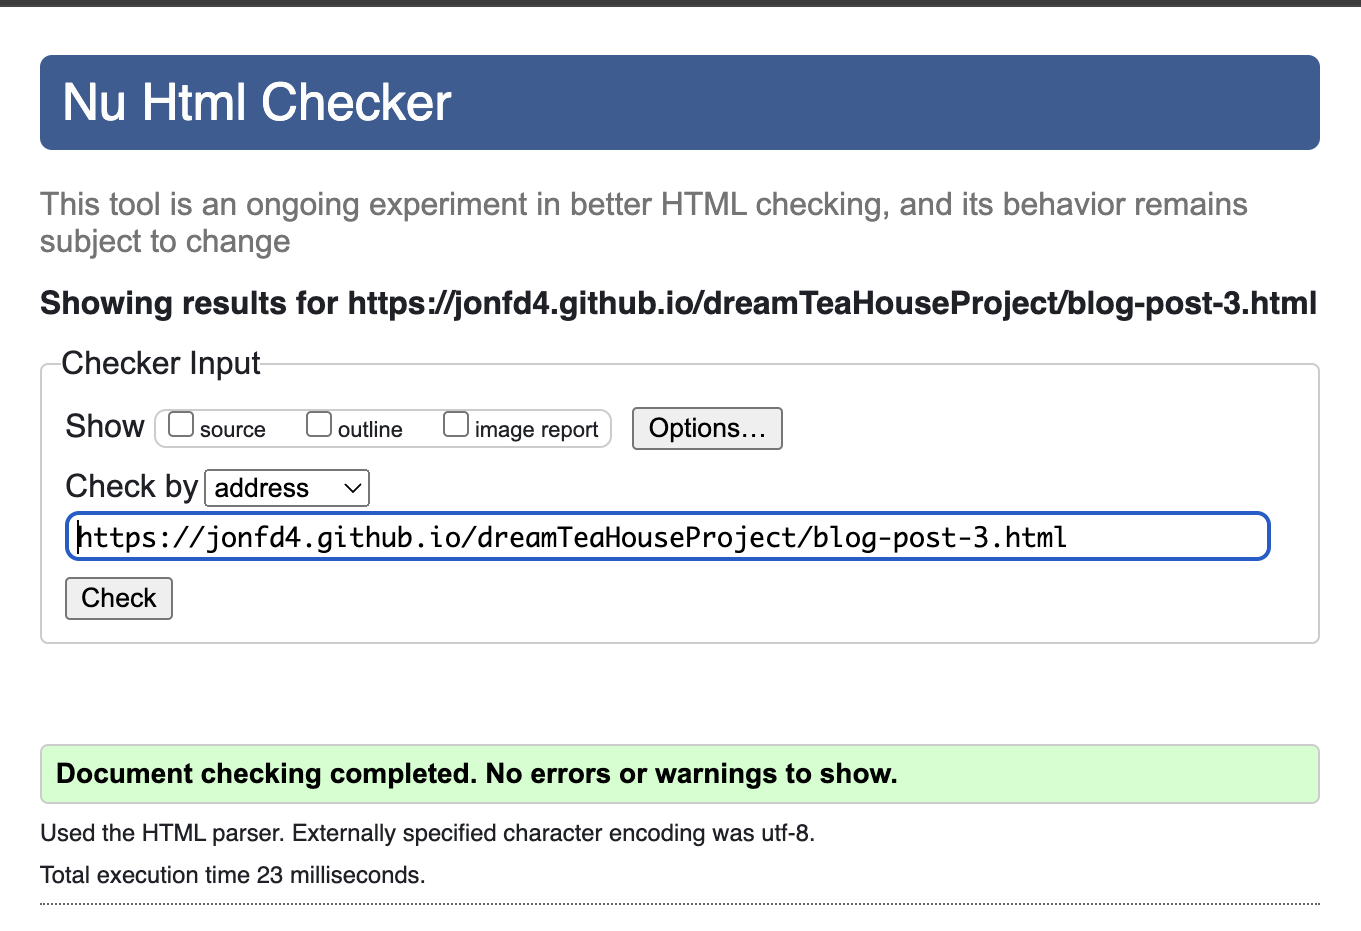 Nu Html Checker
This tool is an ongoing experiment in better HTML checking, and its behavior remains
subject to change
Showing results for https://jonfd4.github.io/dreamTeaHouseProject/blog-post-3.html
Checker Input
Show source outline image report Options...
Check by address
https://jonfd4.github.io/dreamTeaHouseProject/blog-post-3.html
Check
Document checking completed. No errors or warnings to show.
Used the HTML parser. Externally specified character encoding was utf-8.
Total execution time 23 milliseconds.